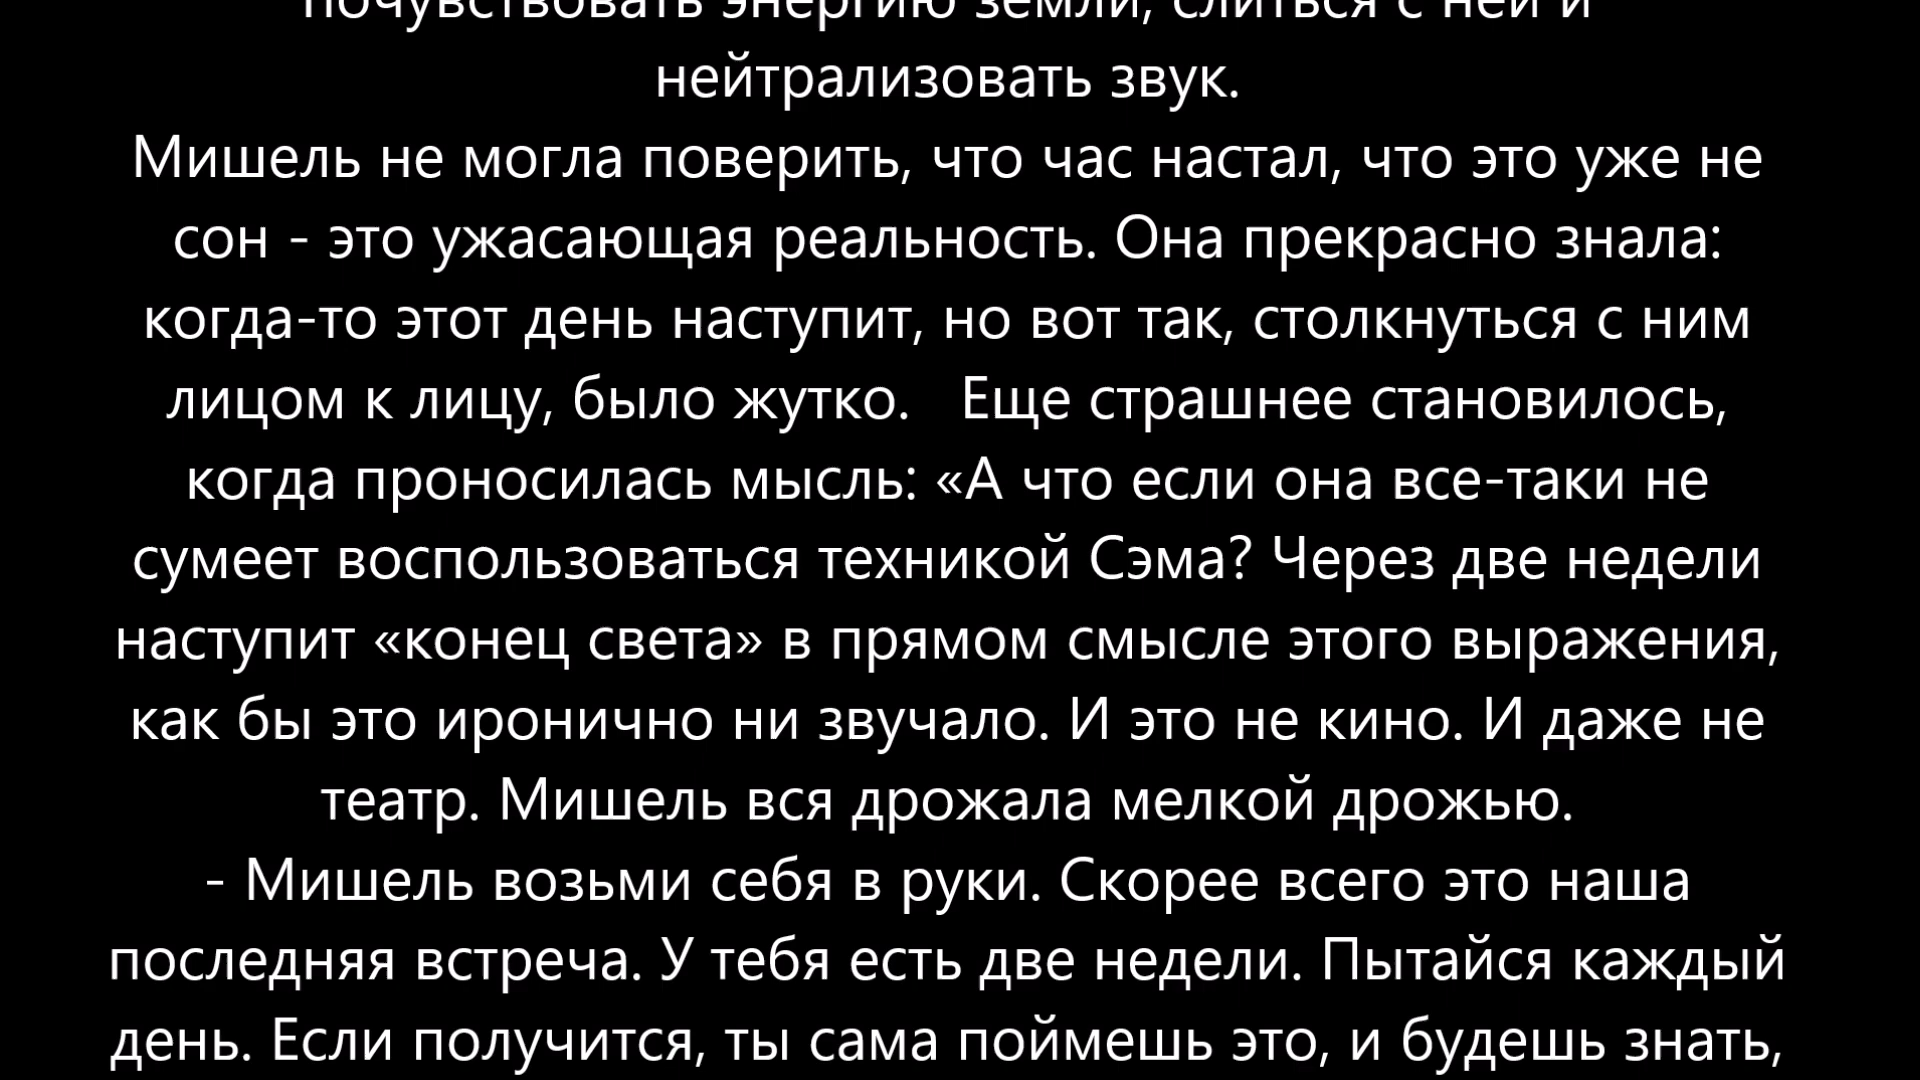 почувствовать энергию земли, слиться с ней и
нейтрализовать звук.
Мишель не могла поверить, что час настал, что это уже не
сон - это ужасающая реальность. Она прекрасно знала:
когда-то этот день наступит, но вот так, столкнуться с ним
лицом к лицу, было жутко.   Еще страшнее становилось,
когда проносилась мысль: «А что если она все-таки не
сумеет воспользоваться техникой Сэма? Через две недели
наступит «конец света» в прямом смысле этого выражения,
как бы это иронично ни звучало. И это не кино. И даже не
театр. Мишель вся дрожала мелкой дрожью.
- Мишель возьми себя в руки. Скорее всего это наша
последняя встреча. У тебя есть две недели. Пытайся каждый
день. Если получится, ты сама поймешь это, и будешь знать,